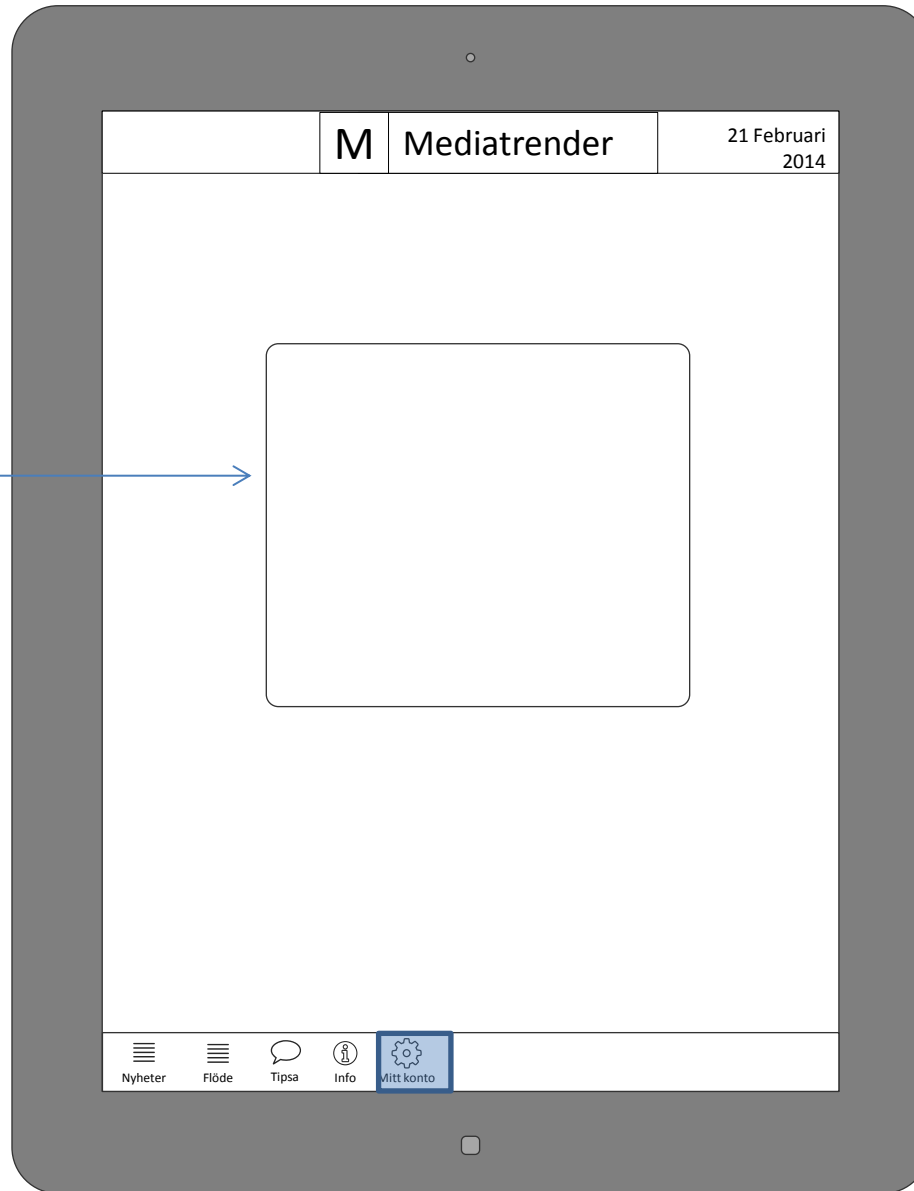 M
Mediatrender
21 Februari
2014
Nyheter
Flöde
Tipsa
Info
Mitt konto